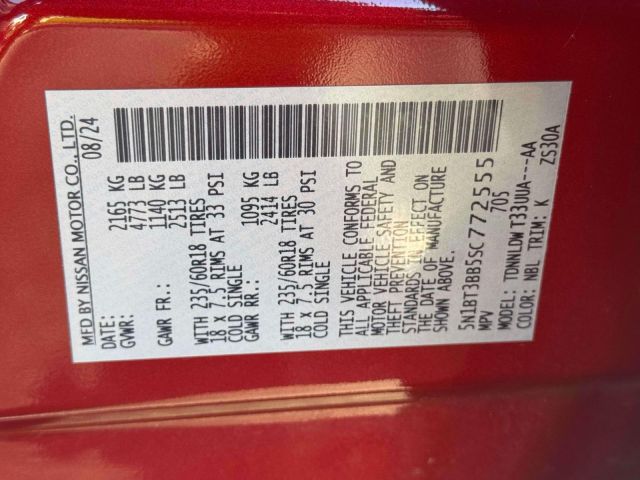 MFD BY NISSAN MOTOR CO., LTD.
DATE: 08/24
GVWR: 2165 KG
4773 LB
GAWR FR.: 1140 KG
2513 LB
WITH 235/60R18 TIRES
18 X 7.5 RIMS AT 33 PSI
COLD SINGLE
GAWR RR.: 1095 KG
2414 LB
WITH 235/60R18 TIRES
18 X 7.5 RIMS AT 30 PSI
COLD SINGLE
THIS VEHICLE CONFORMS TO
ALL APPLICABLE FEDERAL
MOTOR VEHICLE SAFETY AND
THEFT PREVENTION
STANDARDS IN EFFECT ON
THE DATE OF MANUFACTURE
SHOWN ABOVE.
5N1BT3BB5SC772555
MPV 705
MODEL: TDNNLDW T33UUA---AA
COLOR: NBL TRIM: K ZS30A